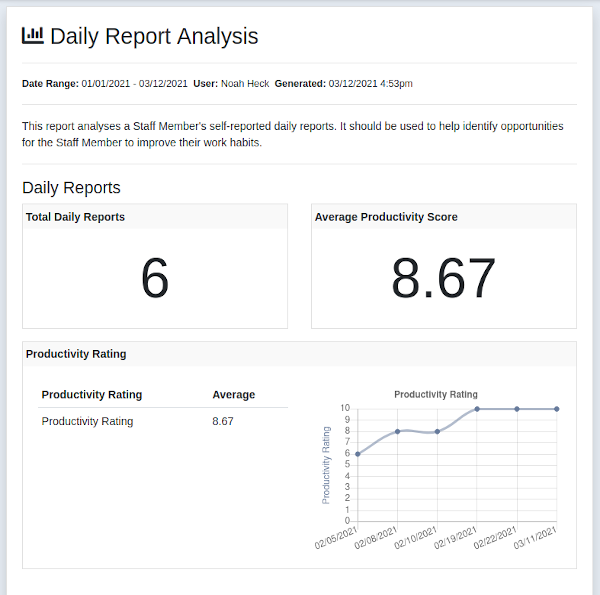 Daily Report Analysis
Date Range: 01/01/2021 - 03/12/2021 User: Noah Heck Generated: 03/12/2021 4:53pm
This report analyses a Staff Member's self-reported daily reports. It should be used to help identify opportunities
for the Staff Member to improve their work habits.
Daily Reports
Total Daily Reports
6
Average Productivity Score
8.67
Productivity Rating
Productivity Rating Average
Productivity Rating 8.67
Productivity Rating
Productivity Rating
10
9
8
7
6
5
4
3
2
1
0
02/05/2021 02/08/2021 02/10/2021 02/19/2021 02/22/2021 03/11/2021